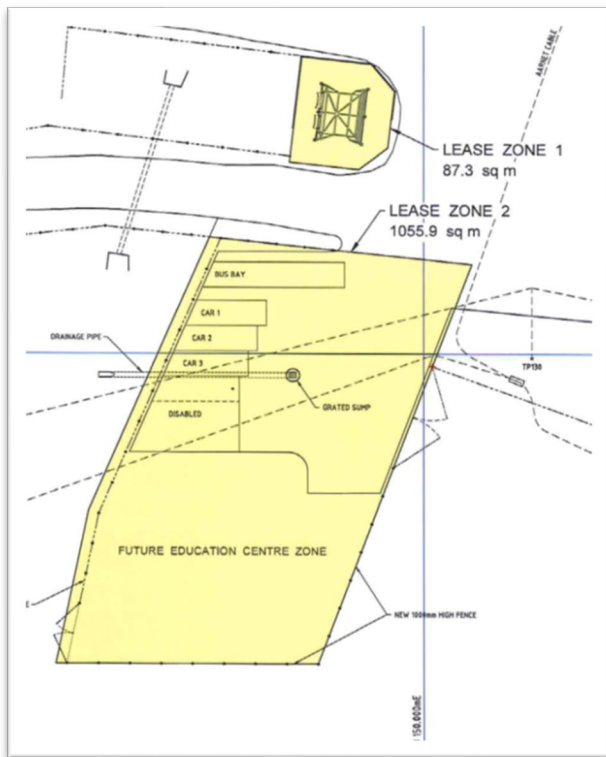 AARNET CABLE
LEASE ZONE 1
87.3 sq m
LEASE ZONE 2
1055.9 sq m
BUS BAY
CAR 1
CAR 2
DRAINAGE PIPE
CAR 3
TP130
DISABLED
GRATED SUMP
FUTURE EDUCATION CENTRE ZONE
E
NEW 1000mm HIGH FENCE
150.000mE